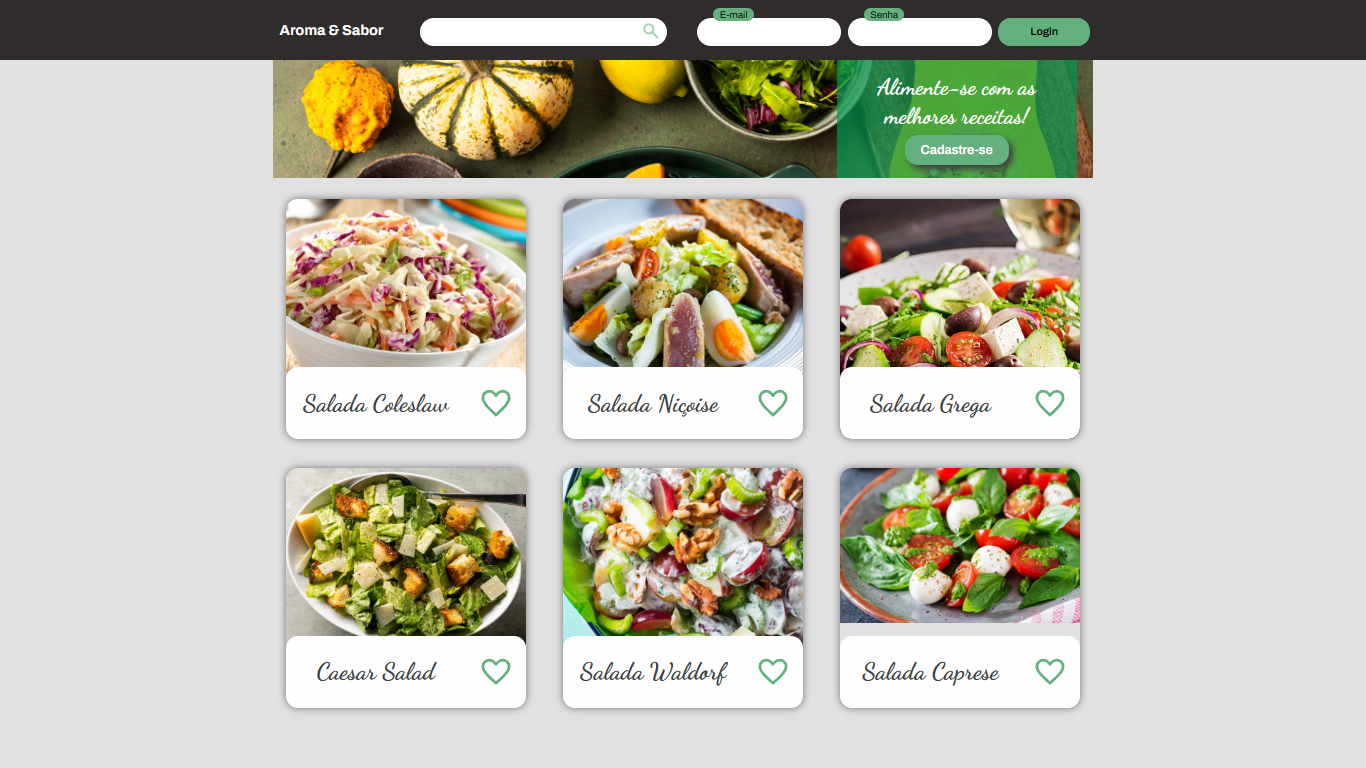 Aroma & Sabor
E-mail
Senha
Login
Alimente-se com as
melhores receitas!
Cadastre-se
Salada Coleslaw
Salada Niçoise
Salada Grega
Caesar Salad
Salada Waldorf
Salada Caprese